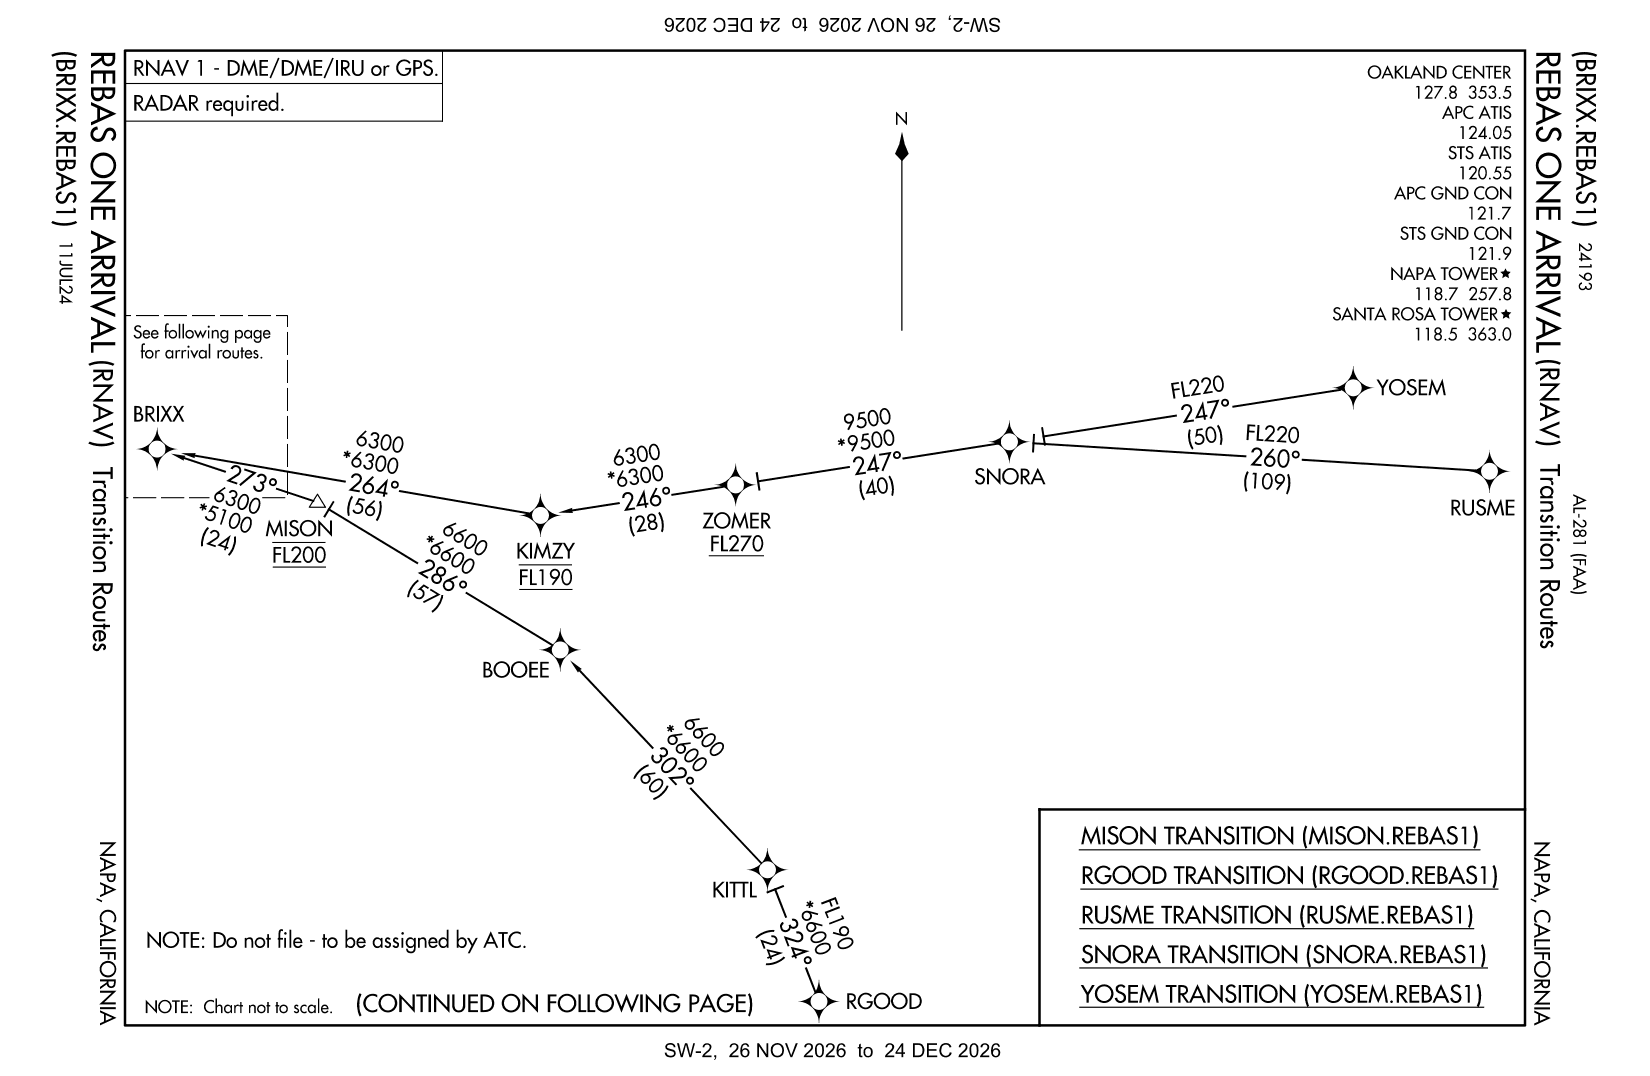 SW-2, 26 NOV 2026 to 24 DEC 2026
(BRIXX.REBAS1) 11JUL24
REBAS ONE ARRIVAL (RNAV) Transition Routes
NAPA, CALIFORNIA
RNAV 1 - DME/DME/IRU or GPS.
RADAR required.
N
OAKLAND CENTER
127.8 353.5
APC ATIS
124.05
STS ATIS
120.55
APC GND CON
121.7
STS GND CON
121.9
NAPA TOWER★
118.7 257.8
SANTA ROSA TOWER★
118.5 363.0
(BRIXX.REBAS1) 24193
REBAS ONE ARRIVAL (RNAV) Transition Routes
AL-281 (FAA)
NAPA, CALIFORNIA
See following page
for arrival routes.
BRIXX
273°
6300
*5100
(24)
MISON
FL200
6300
*6300
264°
(56)
KIMZY
FL190
6300
*6300
246°
(28)
ZOMER
FL270
9500
*9500
247°
(40)
SNORA
FL220
247°
(50)
YOSEM
FL220
260°
(109)
RUSME
6600
*6600
286°
(57)
BOOEE
6600
*6600
302°
(60)
KITTL
FL190
*6600
324°
(24)
RGOOD
NOTE: Do not file - to be assigned by ATC.
NOTE: Chart not to scale.
(CONTINUED ON FOLLOWING PAGE)
MISON TRANSITION (MISON.REBAS1)
RGOOD TRANSITION (RGOOD.REBAS1)
RUSME TRANSITION (RUSME.REBAS1)
SNORA TRANSITION (SNORA.REBAS1)
YOSEM TRANSITION (YOSEM.REBAS1)
SW-2, 26 NOV 2026 to 24 DEC 2026